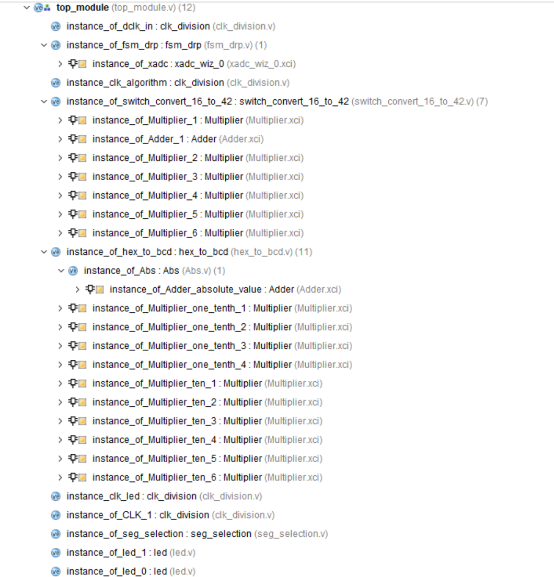 top_module (top_module.v) (12)
instance_of_dclk_in : clk_division (clk_division.v)
instance_of_fsm_drp : fsm_drp (fsm_drp.v) (1)
instance_of_xadc : xadc_wiz_0 (xadc_wiz_0.xci)
instance_clk_algorithm : clk_division (clk_division.v)
instance_of_switch_convert_16_to_42 : switch_convert_16_to_42 (switch_convert_16_to_42.v) (7)
instance_of_Multiplier_1 : Multiplier (Multiplier.xci)
instance_of_Adder_1 : Adder (Adder.xci)
instance_of_Multiplier_2 : Multiplier (Multiplier.xci)
instance_of_Multiplier_3 : Multiplier (Multiplier.xci)
instance_of_Multiplier_4 : Multiplier (Multiplier.xci)
instance_of_Multiplier_5 : Multiplier (Multiplier.xci)
instance_of_Multiplier_6 : Multiplier (Multiplier.xci)
instance_of_hex_to_bcd : hex_to_bcd (hex_to_bcd.v) (11)
instance_of_Abs : Abs (Abs.v) (1)
instance_of_Adder_absolute_value : Adder (Adder.xci)
instance_of_Multiplier_one_tenth_1 : Multiplier (Multiplier.xci)
instance_of_Multiplier_one_tenth_2 : Multiplier (Multiplier.xci)
instance_of_Multiplier_one_tenth_3 : Multiplier (Multiplier.xci)
instance_of_Multiplier_one_tenth_4 : Multiplier (Multiplier.xci)
instance_of_Multiplier_ten_1 : Multiplier (Multiplier.xci)
instance_of_Multiplier_ten_2 : Multiplier (Multiplier.xci)
instance_of_Multiplier_ten_3 : Multiplier (Multiplier.xci)
instance_of_Multiplier_ten_4 : Multiplier (Multiplier.xci)
instance_of_Multiplier_ten_5 : Multiplier (Multiplier.xci)
instance_of_Multiplier_ten_6 : Multiplier (Multiplier.xci)
instance_clk_led : clk_division (clk_division.v)
instance_of_CLK_1 : clk_division (clk_division.v)
instance_of_seg_selection : seg_selection (seg_selection.v)
instance_of_led_1 : led (led.v)
instance_of_led_0 : led (led.v)